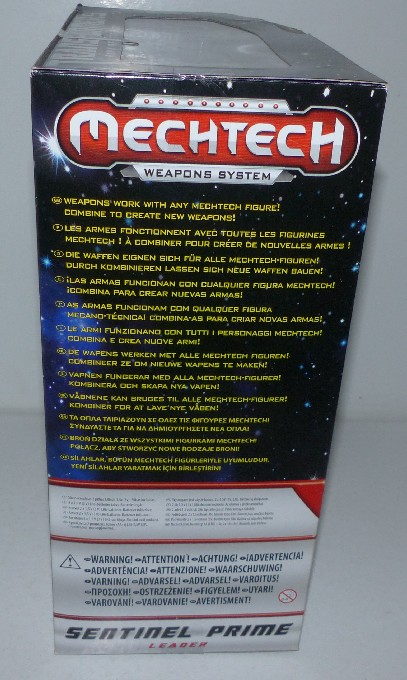 MECHTECH
WEAPONS SYSTEM
WEAPONS WORK WITH ANY MECHTECH FIGURE!
COMBINE TO CREATE NEW WEAPONS!
LES ARMES FONCTIONNENT AVEC TOUTES LES FIGURINES
MECHTECH ! À COMBINER POUR CRÉER DE NOUVELLES ARMES !
DIE WAFFEN EIGNEN SICH FÜR ALLE MECHTECH-FIGUREN!
DURCH KOMBINIEREN LASSEN SICH NEUE WAFFEN BAUEN!
¡LAS ARMAS FUNCIONAN CON CUALQUIER FIGURA MECHTECH!
¡COMBINA PARA CREAR NUEVAS ARMAS!
AS ARMAS FUNCIONAM COM QUALQUER FIGURA
MECANO-TÉCNICA! COMBINA-AS PARA CRIAR NOVAS ARMAS!
LE ARMI FUNZIONANO CON TUTTI I PERSONAGGI MECHTECH!
COMBINA E CREA NUOVE ARMI!
DE WAPENS WERKEN MET ALLE MECHTECH FIGUREN!
COMBINEER ZE OM NIEUWE WAPENS TE MAKEN!
VAPNEN FUNGERAR MED ALLA MECHTECH-FIGURER!
KOMBINERA OCH SKAPA NYA VAPEN!
VÅBNENE KAN BRUGES TIL ALLE MECHTECH-FIGURER!
KOMBINER FOR AT LAVE NYE VÅBEN!
ΤΑ ΟΠΛΑ ΤΑΙΡΙΑΖΟΥΝ ΣΕ ΟΛΕΣ ΤΙΣ ΦΙΓΟΥΡΕΣ MECHTECH!
ΣΥΝΔΥΑΣΤΕ ΤΑ ΓΙΑ ΝΑ ΔΗΜΙΟΥΡΓΗΣΕΤΕ ΝΕΑ ΟΠΛΑ!
BROŃ DZIAŁA ZE WSZYSTKIMI FIGURKAMI MECHTECH!
POŁĄCZ, ABY STWORZYĆ NOWE RODZAJE BRONI!
SİLAHLAR, BÜTÜN MECHTECH FIGÜRLERİYLE UYUMLUDUR.
YENİ SİLAHLAR YARATMAK İÇİN BİRLEŞTİRİN!
WARNING! ATTENTION! ACHTUNG! ¡ADVERTENCIA!
ADVERTÊNCIA! ATTENZIONE! WAARSCHUWING!
VARNING! ADVARSEL! ADVARSEL! VAROITUS!
ΠΡΟΣΟΧΗ! OSTRZEŻENIE! FIGYELEM! UYARI!
VAROVÁNÍ! VAROVANIE! AVERTISMENT!
SENTINEL PRIME
LEADER